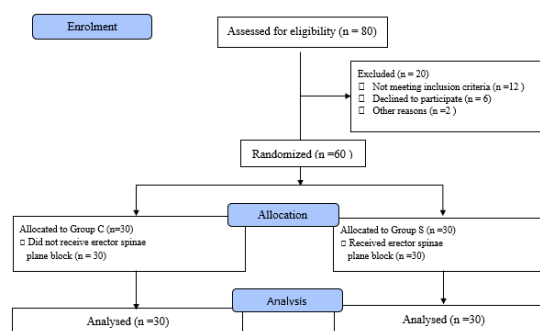 Enrolment
Assessed for eligibility (n = 80)
Excluded (n = 20)
Not meeting inclusion criteria (n =12 )
Declined to participate (n = 6)
Other reasons (n =2 )
Randomized (n =60 )
Allocation
Allocated to Group C (n=30)
Did not receive erector spinae
plane block (n = 30)
Allocated to Group S (n =30)
Received erector spinae
plane block (n =30)
Analysis
Analysed (n =30)
Analysed (n =30)